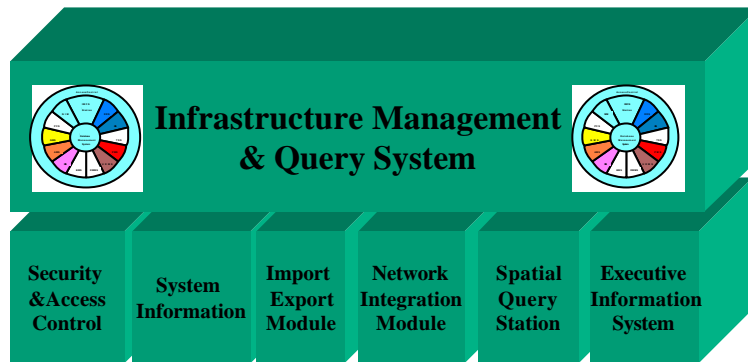 Infrastructure Management
& Query System
Security
&Access
Control
System
Information
Import
Export
Module
Network
Integration
Module
Spatial
Query
Station
Executive
Information
System